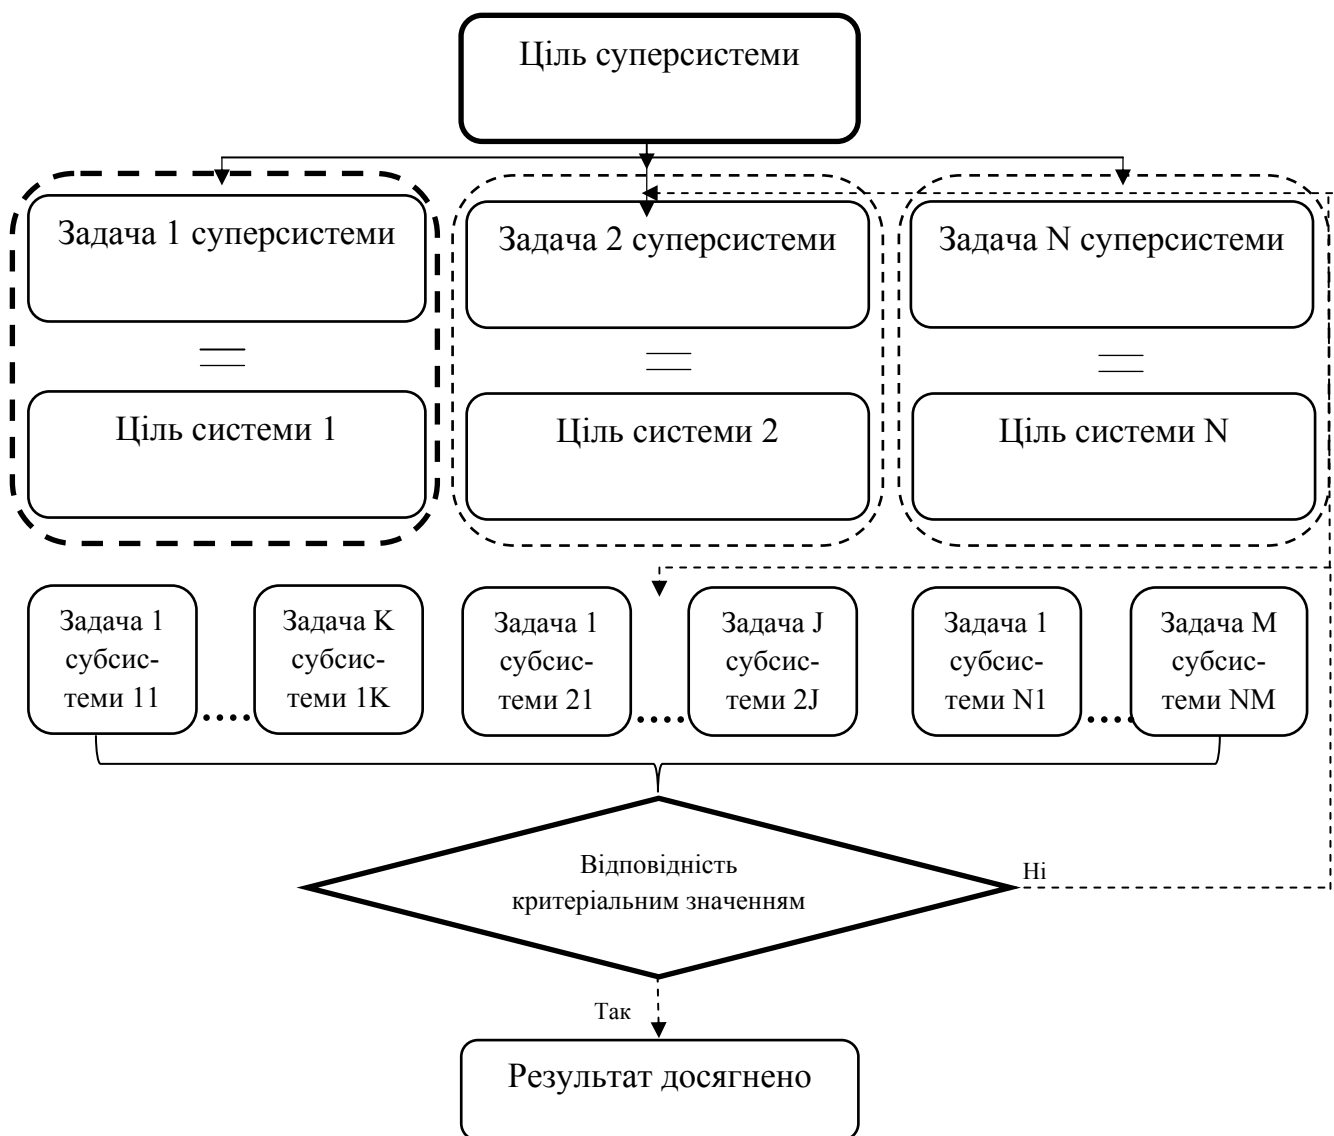 Ціль суперсистеми
Задача 1 суперсистеми
Задача 2 суперсистеми
Задача N суперсистеми
Ціль системи 1
Ціль системи 2
Ціль системи N
Задача 1
субсис-
теми 11
.....
Задача K
субсис-
теми 1K
Задача 1
субсис-
теми 21
.....
Задача J
субсис-
теми 2J
Задача 1
субсис-
теми N1
.....
Задача M
субсис-
теми NM
Відповідність
критеріальним значенням
Ні
Так
Результат досягнено